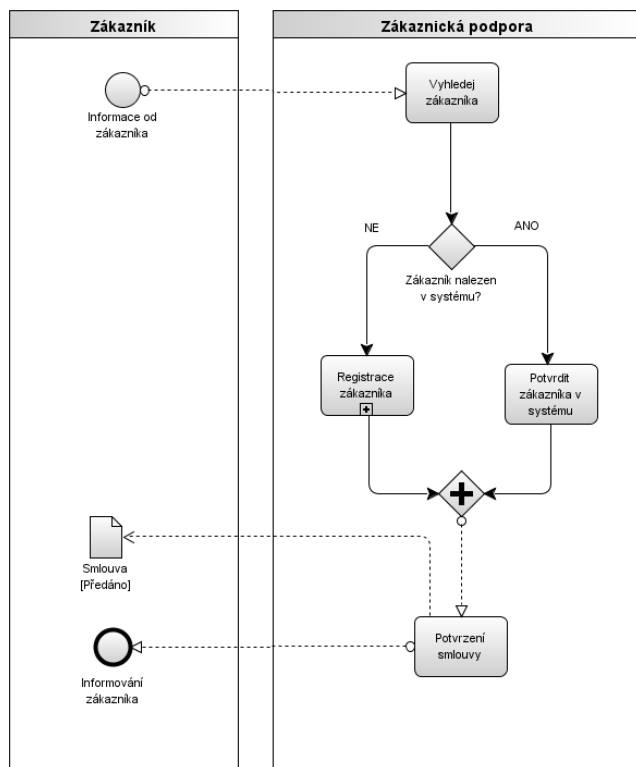 Zákazník
Zákaznická podpora
Informace od
zákazníka
Vyhledej
zákazníka
NE
ANO
Zákazník nalezen
v systému?
Registrace
zákazníka
Potvrdit
zákazníka v
systému
Smlouva
[Předáno]
Potvrzení
smlouvy
Informování
zákazníka